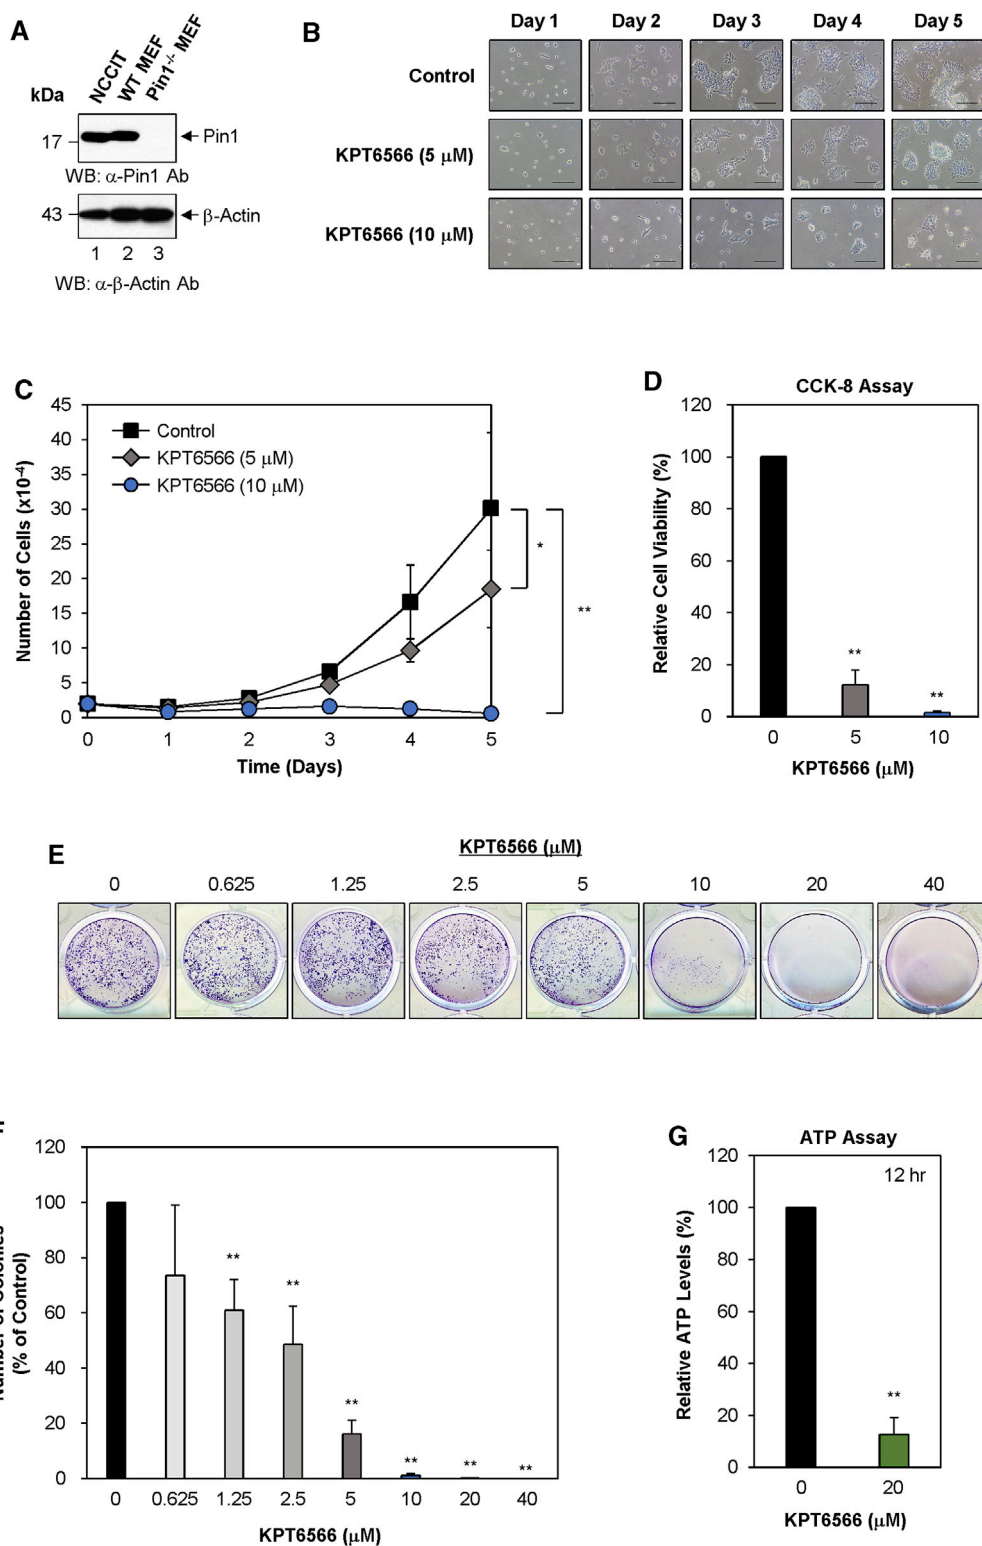 A
NCCIT
WT MEF
Pin1-/- MEF
kDa
17
Pin1
WB: α-Pin1 Ab
43
β-Actin
1 2 3
WB: α-β-Actin Ab
B
Day 1 Day 2 Day 3 Day 4 Day 5
Control
KPT6566 (5 μM)
KPT6566 (10 μM)
C
Number of Cells (x10-4)
45
40
35
30
25
20
15
10
5
0
Control
KPT6566 (5 μM)
KPT6566 (10 μM)
*
**
0 1 2 3 4 5
Time (Days)
D
CCK-8 Assay
Relative Cell Viability (%)
120
100
80
60
40
20
0
**
**
0 5 10
KPT6566 (μM)
E
KPT6566 (μM)
0 0.625 1.25 2.5 5 10 20 40
(% of Control)
120
100
80
60
40
20
0
** ** ** ** ** **
0 0.625 1.25 2.5 5 10 20 40
KPT6566 (μM)
G
ATP Assay
12 hr
Relative ATP Levels (%)
120
100
80
60
40
20
0
**
0 20
KPT6566 (μM)